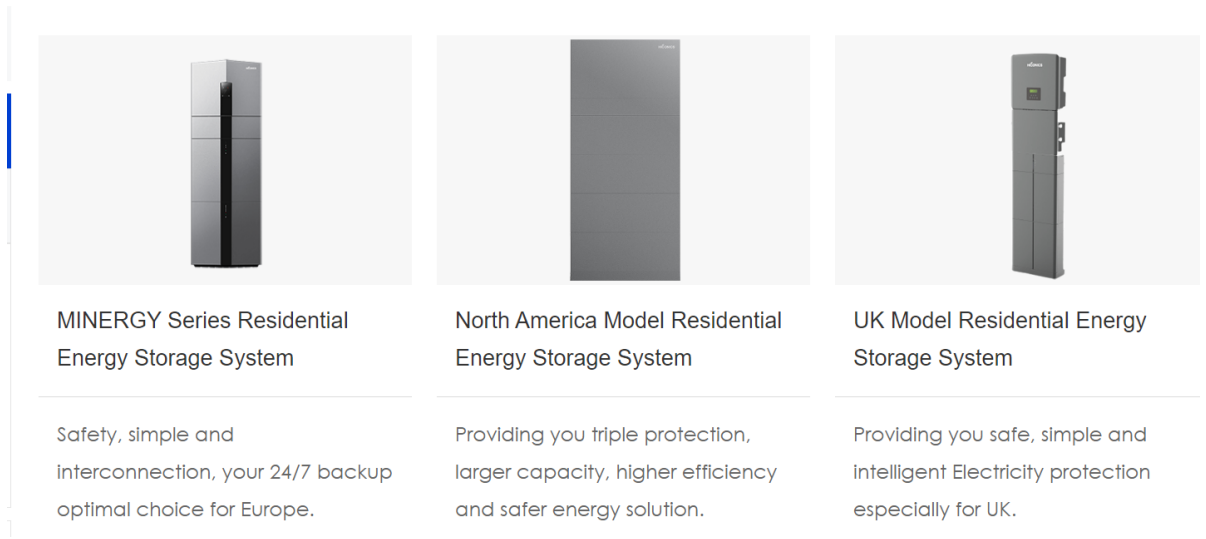 MINERGY Series Residential
Energy Storage System
Safety, simple and
interconnection, your 24/7 backup
optimal choice for Europe.
North America Model Residential
Energy Storage System
Providing you triple protection,
larger capacity, higher efficiency
and safer energy solution.
UK Model Residential Energy
Storage System
Providing you safe, simple and
intelligent Electricity protection
especially for UK.